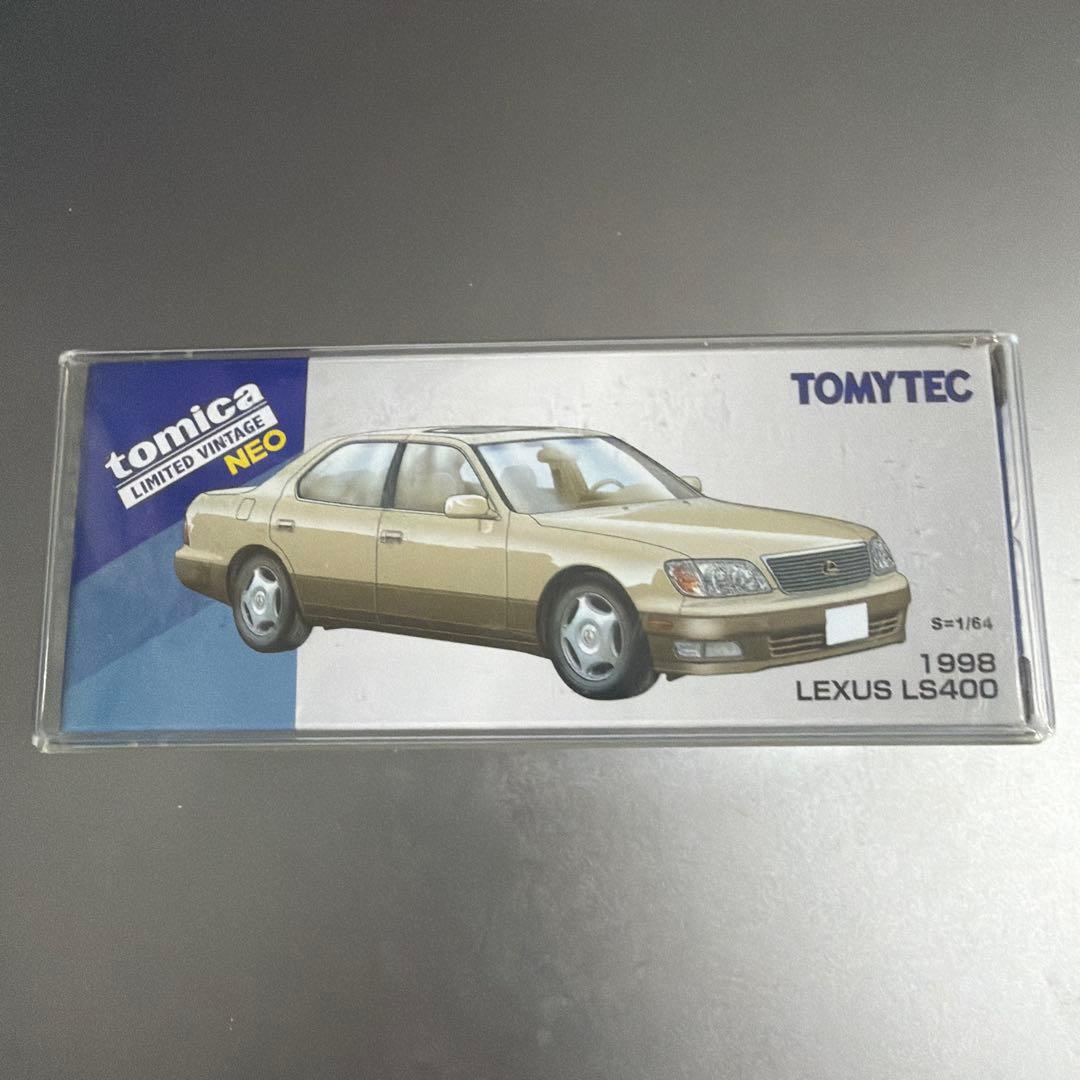 tomica
LIMITED VINTAGE
NEO
TOMYTEC
S=1/64
1998
LEXUS LS400